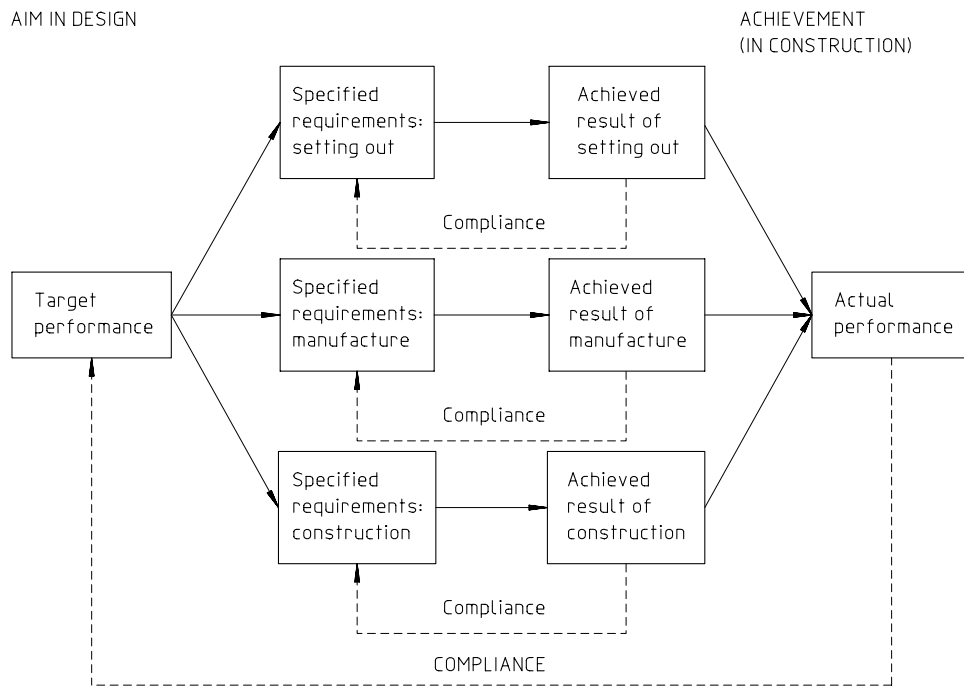 AIM IN DESIGN
ACHIEVEMENT
(IN CONSTRUCTION)
Specified
requirements:
setting out
Achieved
result of
setting out
Compliance
Target
performance
Specified
requirements:
manufacture
Achieved
result of
manufacture
Actual
performance
Compliance
Specified
requirements:
construction
Achieved
result of
construction
Compliance
COMPLIANCE